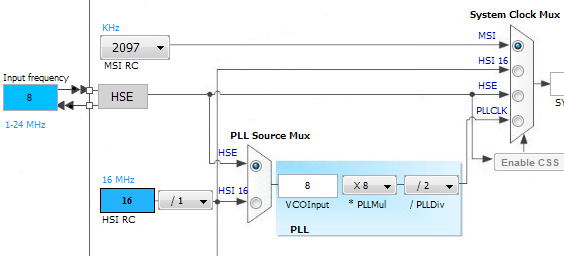 System Clock Mux
KHz
MSI
2097
MSI RC
HSI 16
Input frequency
8
HSE
HSE
1-24 MHz
PLLCLK
PLL Source Mux
HSE
Enable CSS
16 MHz
HSI 16
16
/ 1
8
X 8
/ 2
HSI RC
VCOInput
* PLLMul
/ PLLDiv
PLL